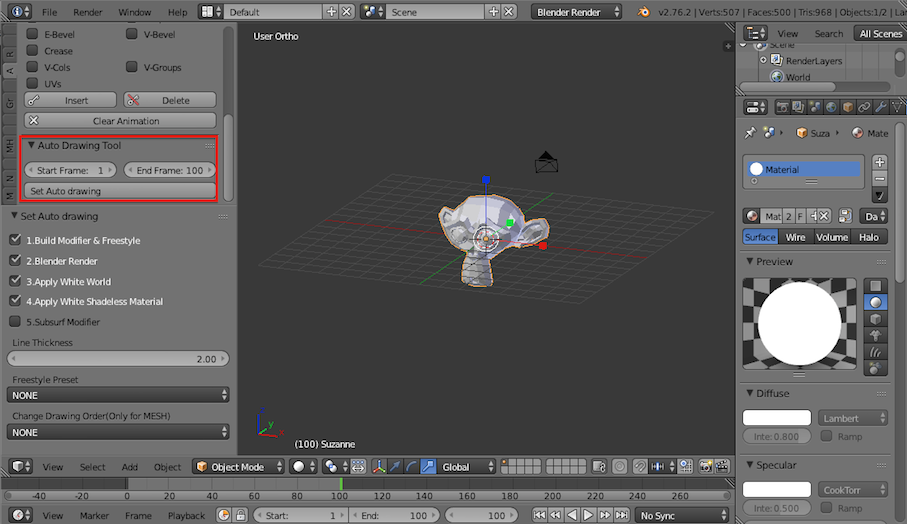 File Render Window Help Default Scene Blender Render v2.76.2 | Verts:507 | Faces:500 | Tris:968 | Objects:1/2 | La
E-Bevel V-Bevel
Crease
V-Cols V-Groups
UVs
Insert Delete
Clear Animation
Auto Drawing Tool
Start Frame: 1 End Frame: 100
Set Auto drawing
Set Auto drawing
1.Build Modifier & Freestyle
2.Blender Render
3.Apply White World
4.Apply White Shadeless Material
5.Subsurf Modifier
Line Thickness
2.00
Freestyle Preset
NONE
Change Drawing Order(Only for MESH)
NONE
R
A
Gr
MH
N
M
User Ortho
z
y
x
(100) Suzanne
View Select Add Object Object Mode Global
-40 -20 0 20 40 60 80 100 120 140 160 180 200 220 240 260
View Marker Frame Playback Start: 1 End: 100 100 No Sync
View Search All Scenes
Scene
RenderLayers
World
Suza Mate
Material
Mat 2 F Da
Surface Wire Volume Halo
Preview
Diffuse
Lambert
Inte: 0.800 Ramp
Specular
CookTorr
Inte: 0.500 Ramp